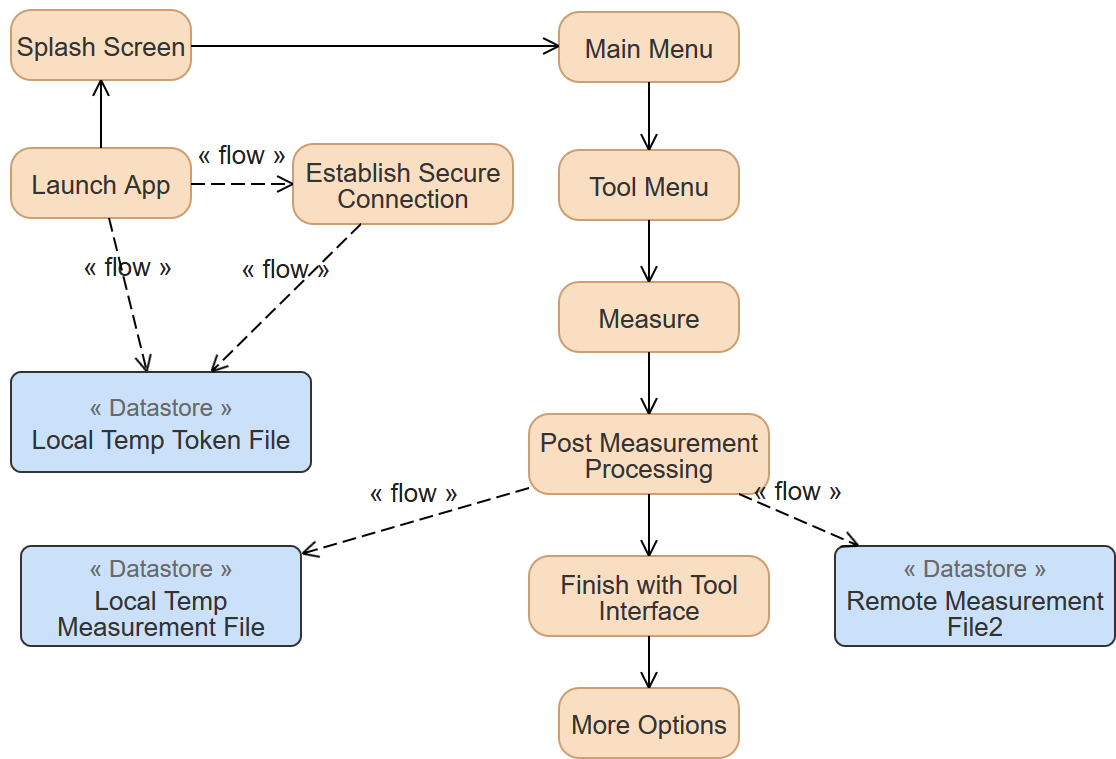 Splash Screen
Main Menu
Launch App
« flow »
Establish Secure
Connection
Tool Menu
« flow »
« flow »
Measure
« Datastore »
Local Temp Token File
Post Measurement
Processing
« flow »
« flow »
« Datastore »
Local Temp
Measurement File
Finish with Tool
Interface
« Datastore »
Remote Measurement
File2
More Options